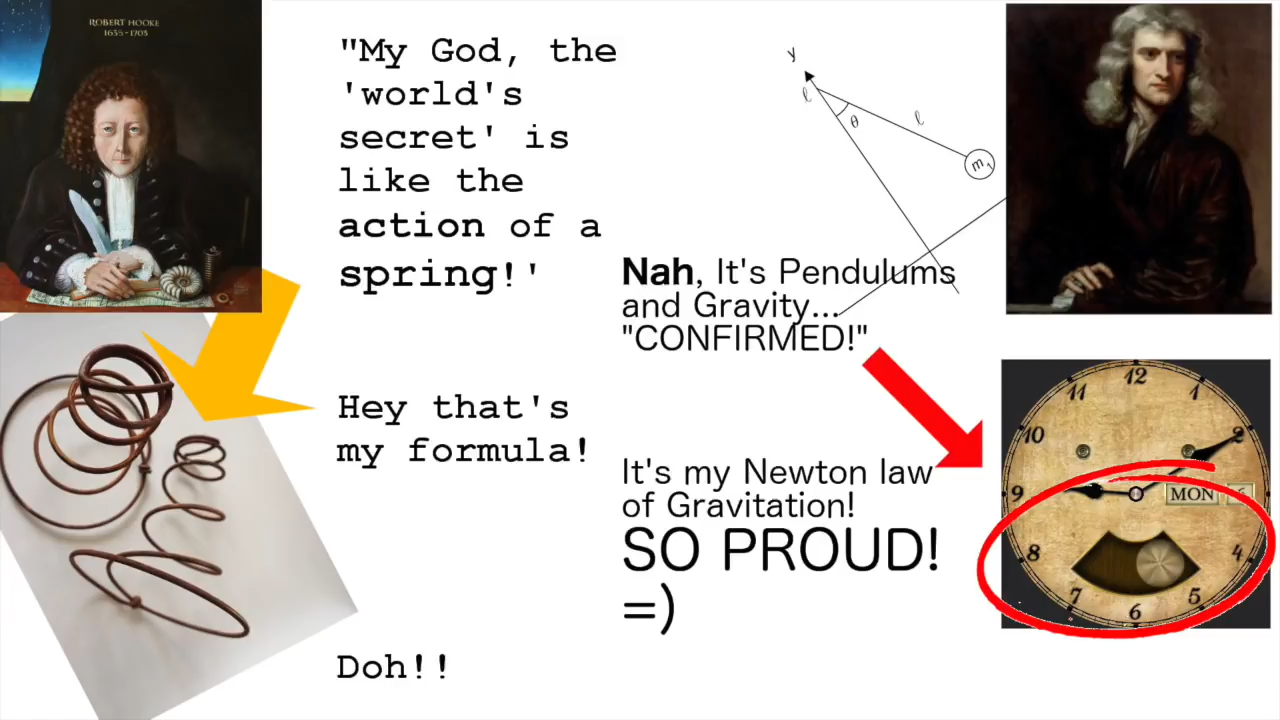 ROBERT HOOKE
1635-1703
"My God, the
'world's
secret' is
like the
action of a
spring!'
Hey that's
my formula!
Doh!!
y
ℓ
θ
ℓ
m₁
Nah, It's Pendulums
and Gravity...
"CONFIRMED!"
It's my Newton law
of Gravitation!
SO PROUD!
=)
12
1
2
MON
4
5
6
7
8
9
10